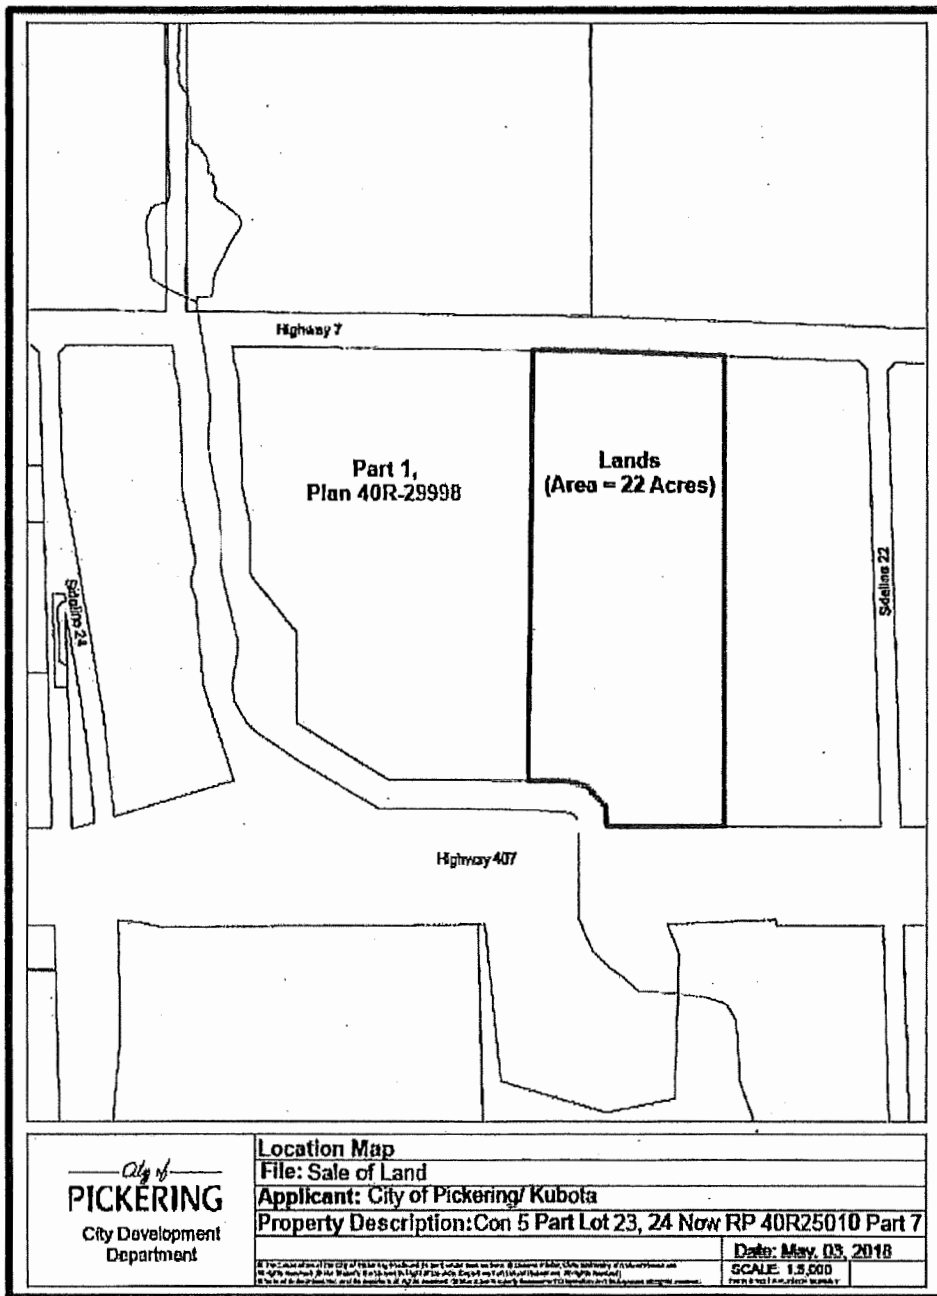 Highway 7
Part 1,
Plan 40R-29998
Lands
(Area = 22 Acres)
Sideline 24
Sideline 22
Highway 407
City of
PICKERING
City Development
Department
Location Map
File: Sale of Land
Applicant: City of Pickering/ Kubota
Property Description:Con 5 Part Lot 23, 24 Now RP 40R25010 Part 7
Date: May. 03, 2018
SCALE: 1:5,000